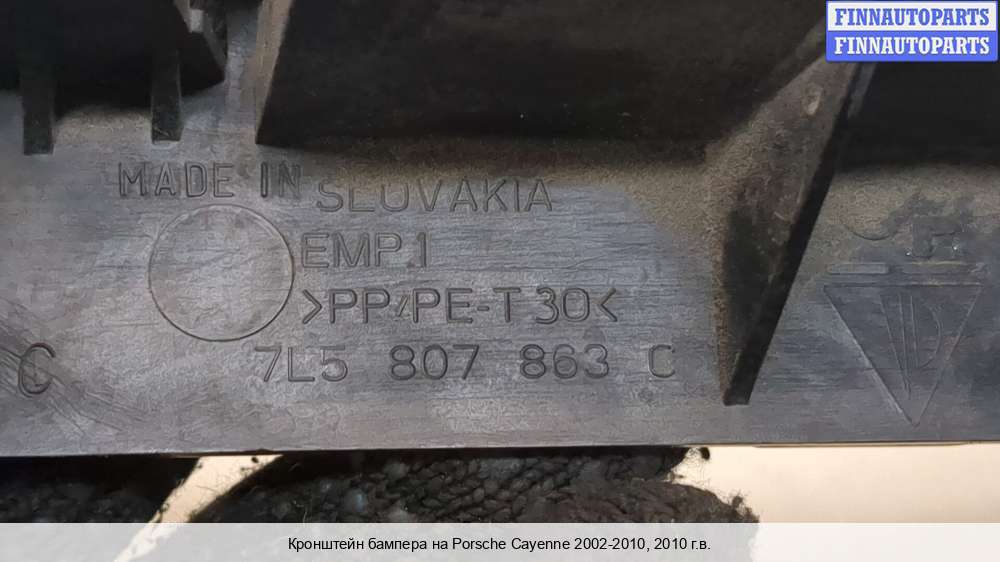 FINNAUTOPARTS
FINNAUTOPARTS
MADE IN SLOVAKIA
EMP.1
>PP/PE-T30<
7L5 807 863 C
C
Кронштейн бампера на Porsche Cayenne 2002-2010, 2010 г.в.